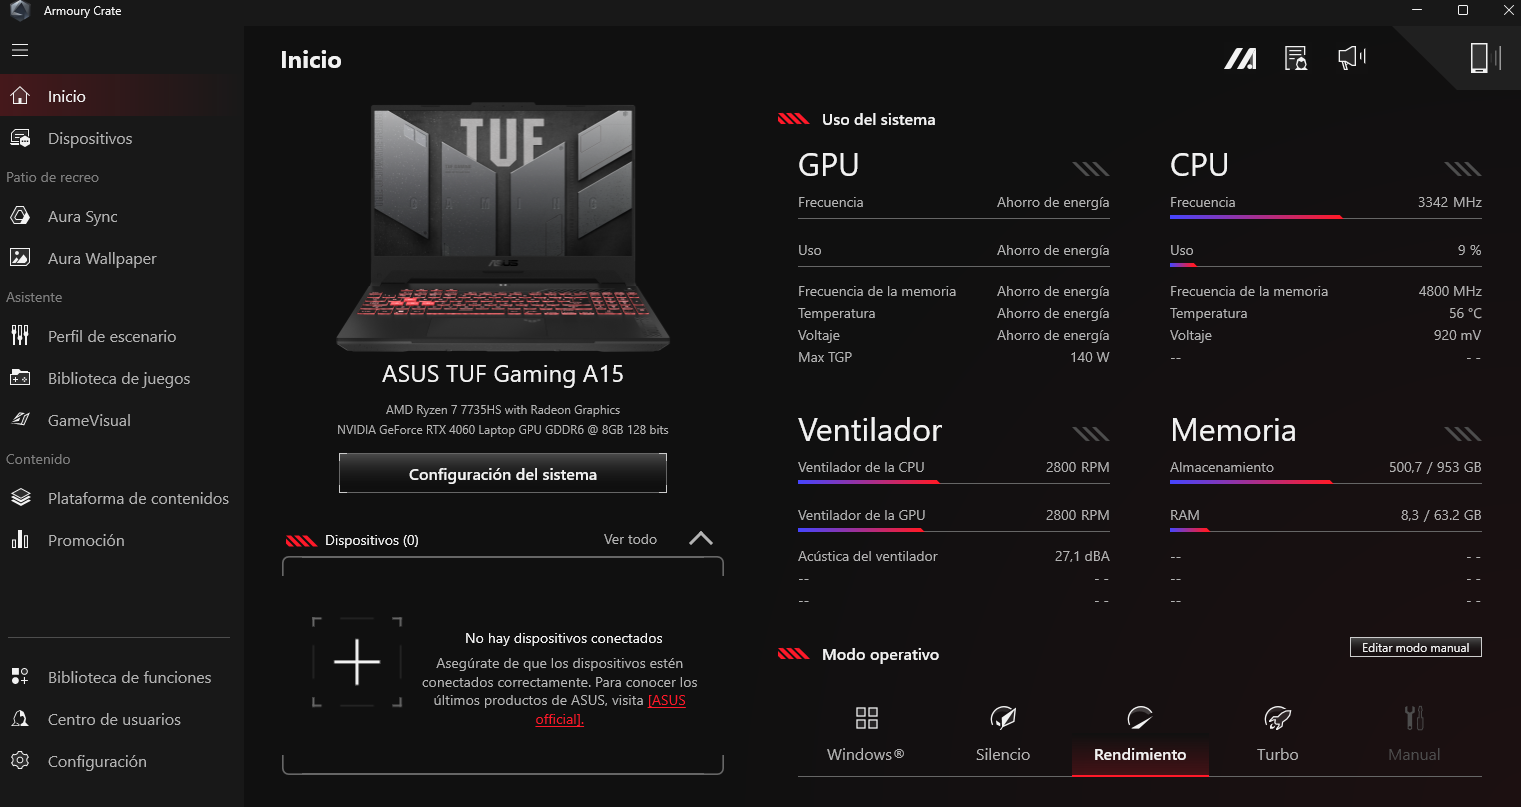 Armoury Crate
Inicio
Dispositivos
Patio de recreo
Aura Sync
Aura Wallpaper
Asistente
Perfil de escenario
Biblioteca de juegos
GameVisual
Contenido
Plataforma de contenidos
Promoción
Biblioteca de funciones
Centro de usuarios
Configuración
Inicio
TUF
GAMING
ASUS
ASUS TUF Gaming A15
AMD Ryzen 7 7735HS with Radeon Graphics
NVIDIA GeForce RTX 4060 Laptop GPU GDDR6 @ 8GB 128 bits
Configuración del sistema
Dispositivos (0) Ver todo
No hay dispositivos conectados
Asegúrate de que los dispositivos estén
conectados correctamente. Para conocer los
últimos productos de ASUS, visita [ASUS
official].
Uso del sistema
GPU
Frecuencia Ahorro de energía
Uso Ahorro de energía
Frecuencia de la memoria Ahorro de energía
Temperatura Ahorro de energía
Voltaje Ahorro de energía
Max TGP 140 W
CPU
Frecuencia 3342 MHz
Uso 9 %
Frecuencia de la memoria 4800 MHz
Temperatura 56 °C
Voltaje 920 mV
-- - -
Ventilador
Ventilador de la CPU 2800 RPM
Ventilador de la GPU 2800 RPM
Acústica del ventilador 27,1 dBA
-- - -
-- - -
Memoria
Almacenamiento 500,7 / 953 GB
RAM 8,3 / 63.2 GB
-- - -
-- - -
-- - -
Modo operativo
Editar modo manual
Windows® Silencio Rendimiento Turbo Manual